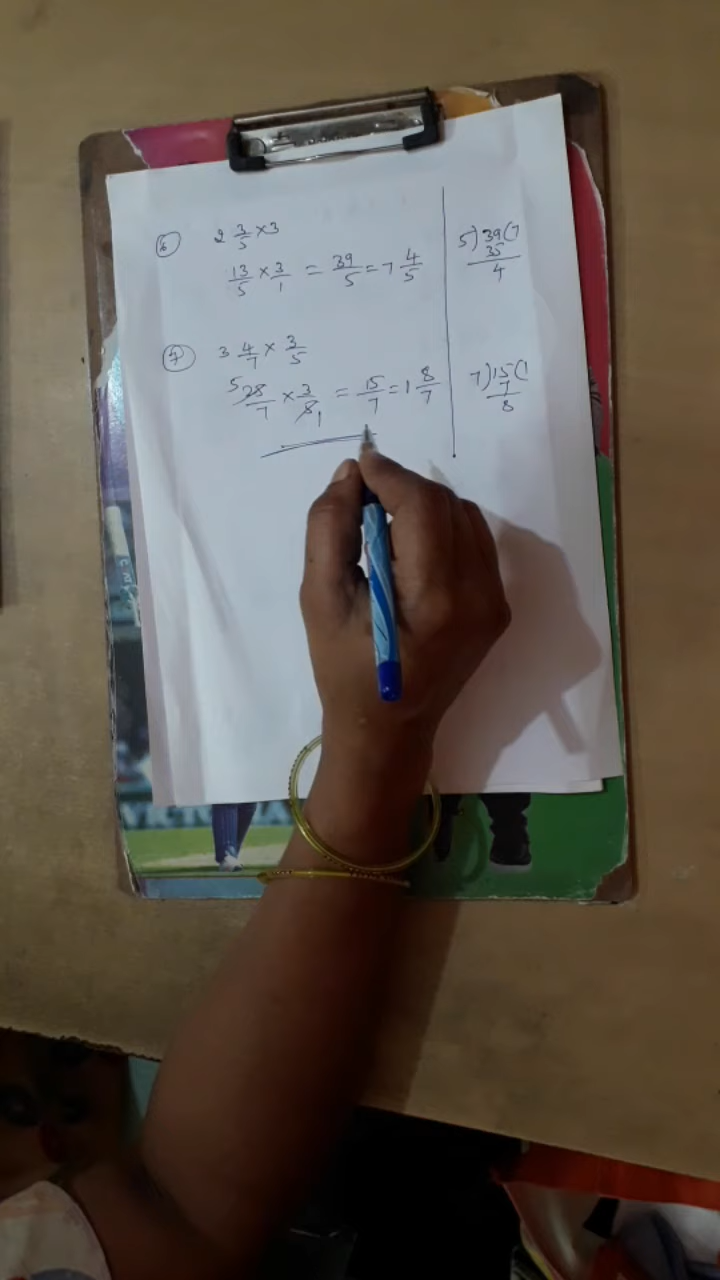 6 2 3/5 × 3
13/5 × 3/1 = 39/5 = 7 4/5
5)39(7
35
4
7 3 4/7 × 3/5
5 25/7 × 3/5 1 = 15/7 = 1 8/7
7)15(1
7
8